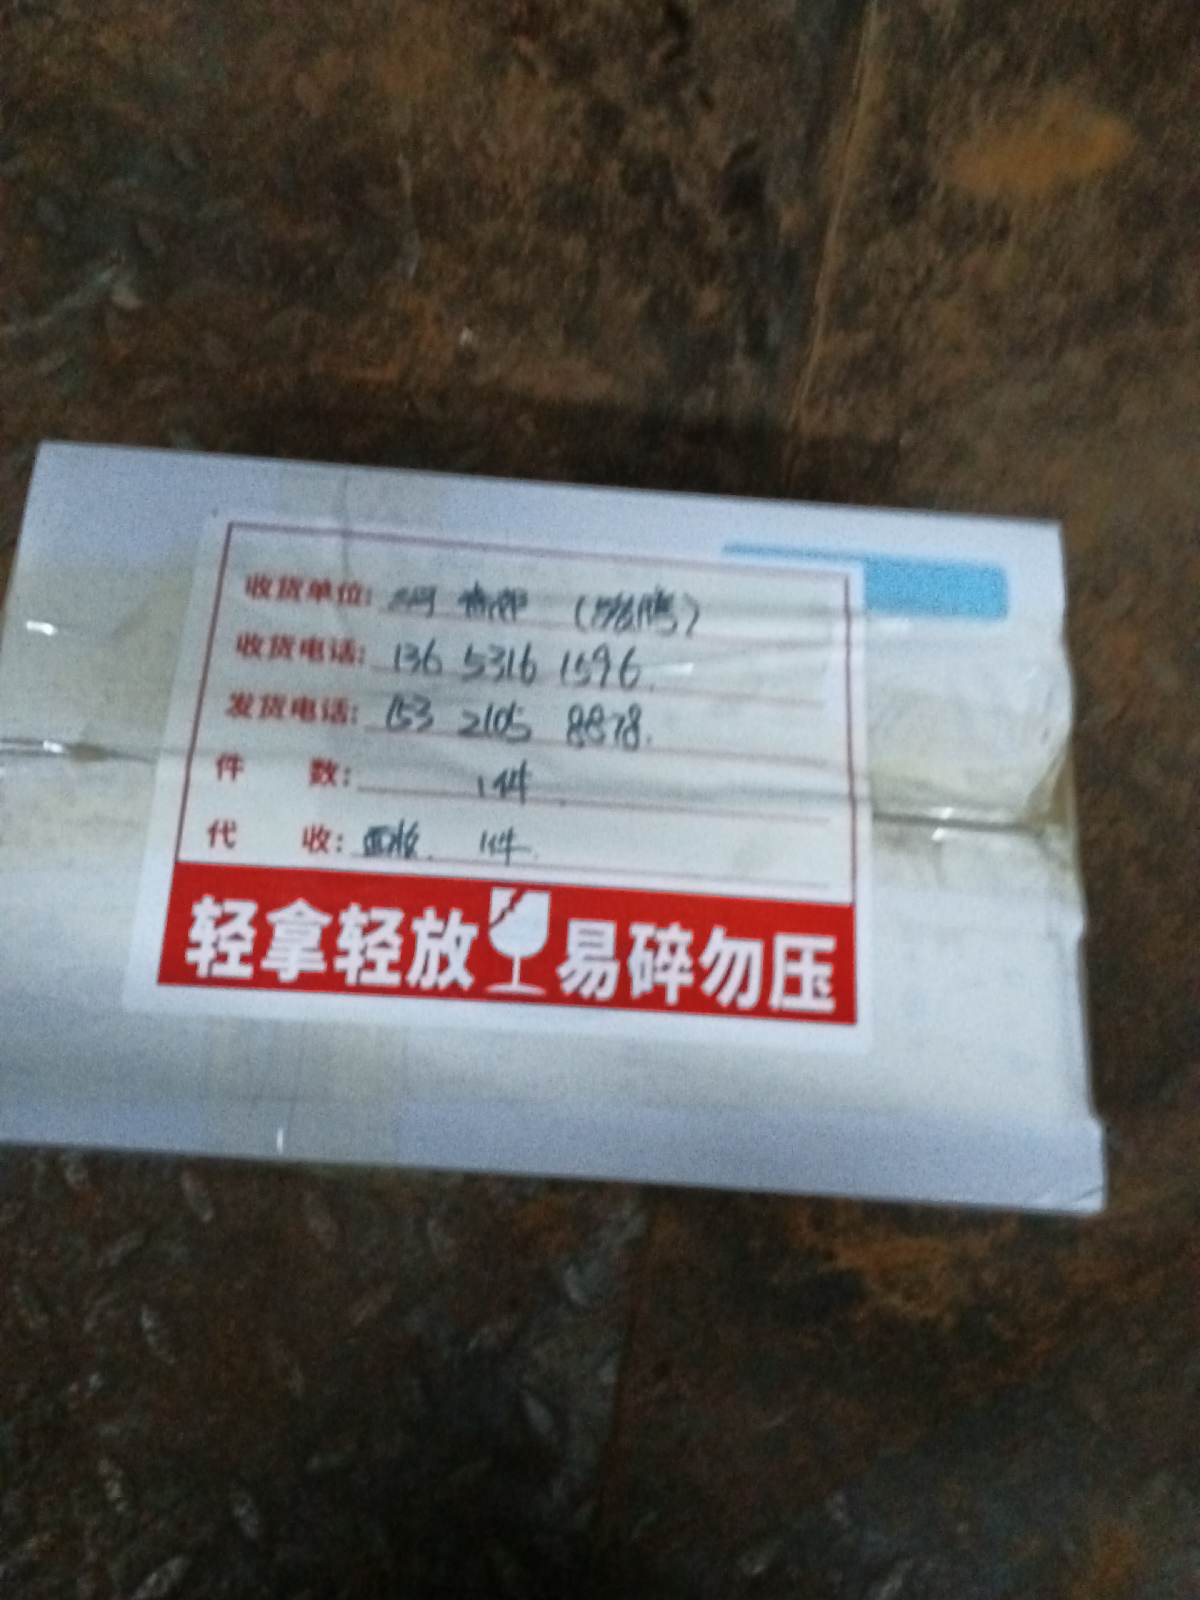 收货单位:
收货电话: 136 5316 1596.
发货电话: 153 2105 8878.
件 数: 1件
代 收: 1件
轻拿轻放 易碎勿压